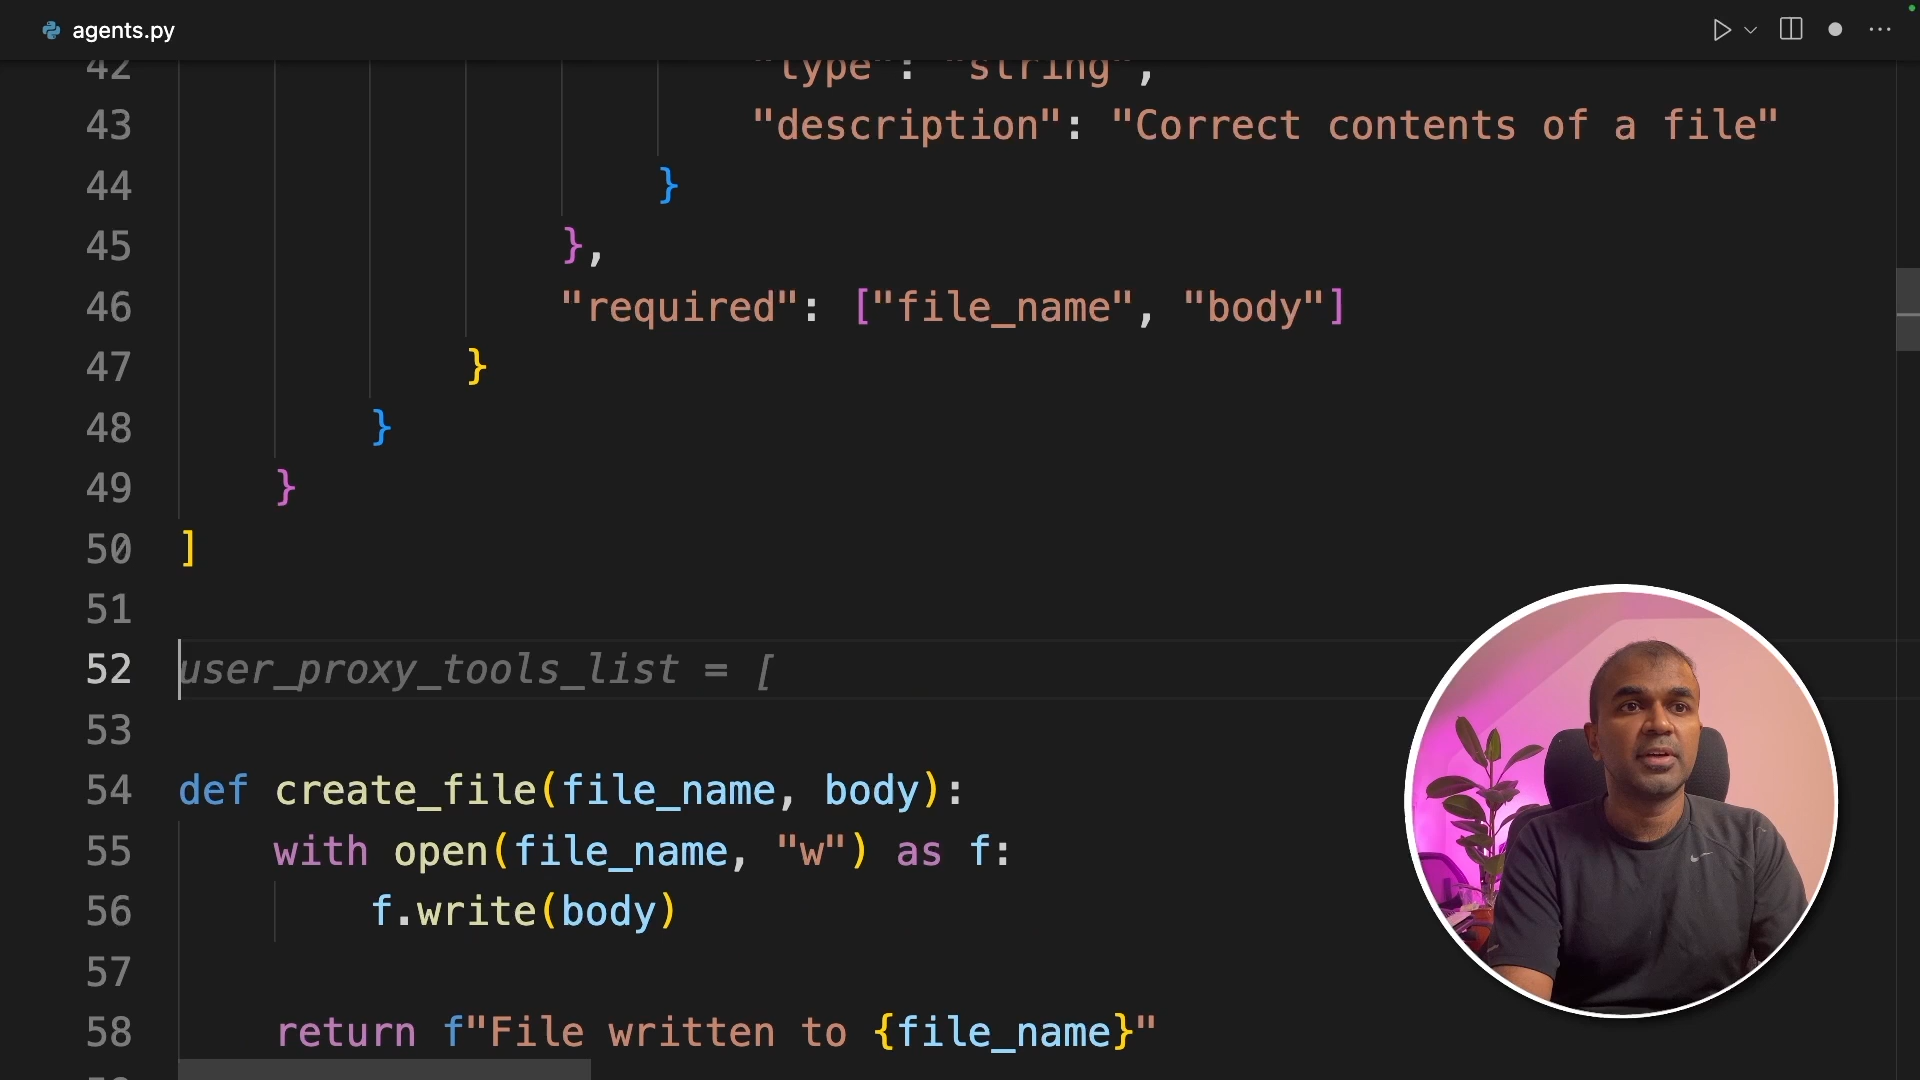 agents.py
42 "type": "string",
43 "description": "Correct contents of a file"
44 }
45 },
46 "required": ["file_name", "body"]
47 }
48 }
49 }
50 ]
51
52 user_proxy_tools_list = [
53
54 def create_file(file_name, body):
55 with open(file_name, "w") as f:
56 f.write(body)
57
58 return f"File written to {file_name}"